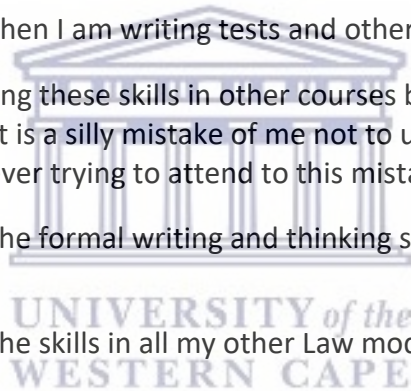 hen I am writing tests and other
ng these skills in other courses b
t is a silly mistake of me not to u
ver trying to attend to this mista
he formal writing and thinking s
UNIVERSITY of the
he skills in all my other Law mod
WESTERN CAPE